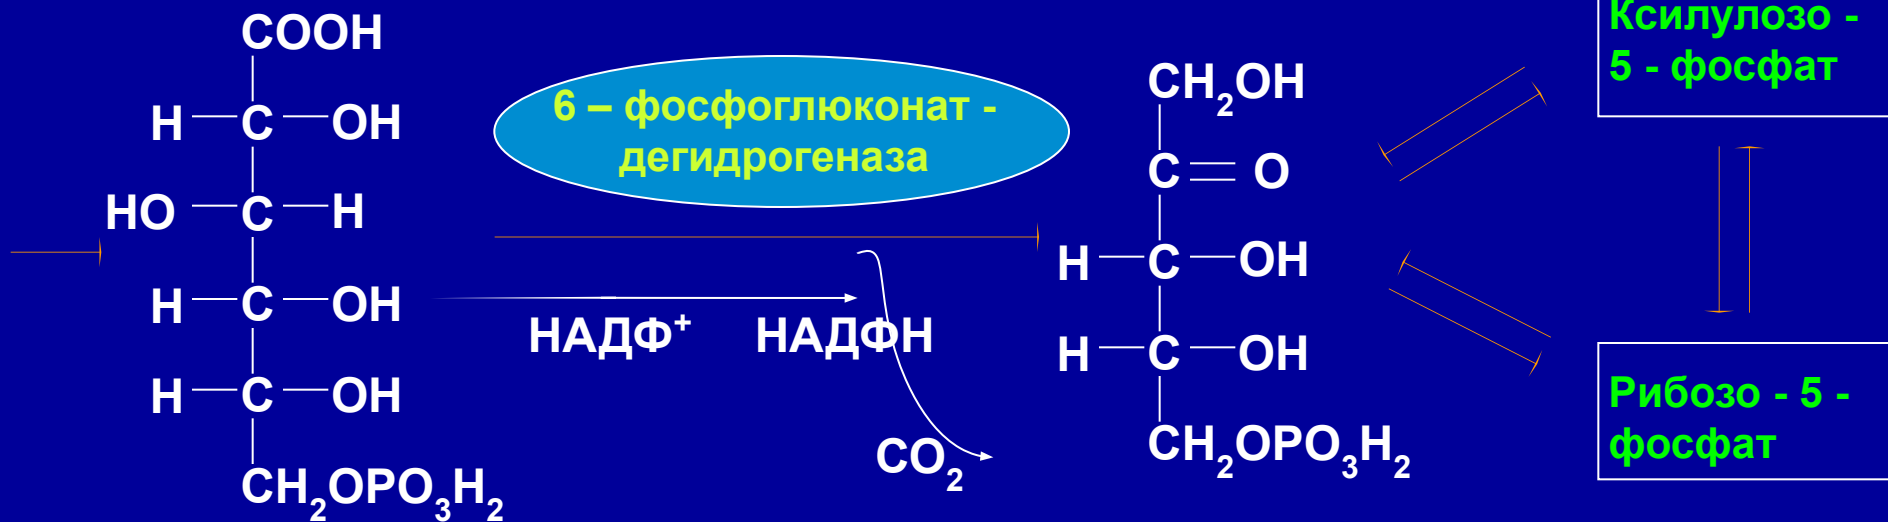 COOH
H C OH
HO C H
H C OH
H C OH
CH₂OPO₃H₂
6 – фосфоглюконат -
дегидрогеназа
НАДФ⁺ НАДФН
CO₂
CH₂OH
C O
H C OH
H C OH
CH₂OPO₃H₂
Ксилулозо -
5 - фосфат
Рибозо - 5 -
фосфат